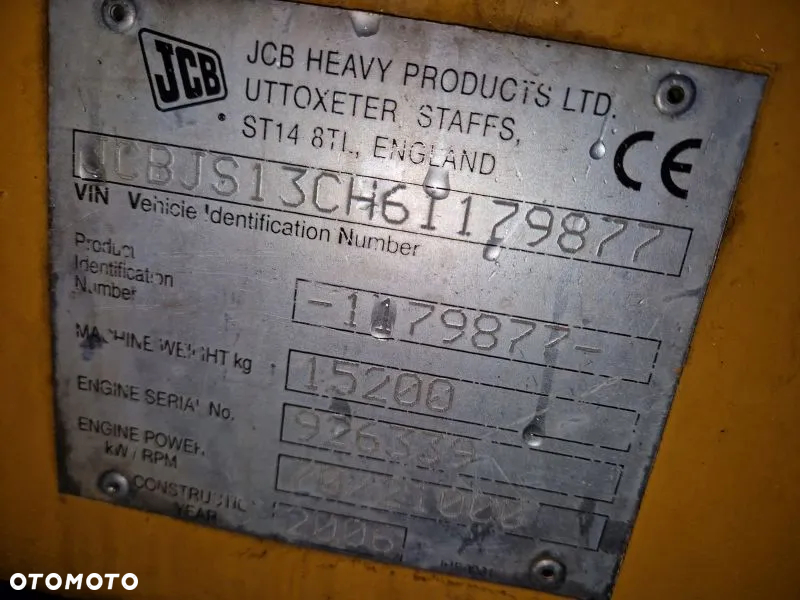 JCB
JCB HEAVY PRODUCTS LTD.
UTTOXETER STAFFS,
ST14 8TL, ENGLAND
CE
JCBJS13CH61179877
VIN Vehicle Identification Number
Product
Identification
Number
-1179877-
MACHINE WEIGHT kg
15200
ENGINE SERIAL No.
926339
ENGINE POWER
kW / RPM
CONSTRUCTION
YEAR
2006
OTOMOTO